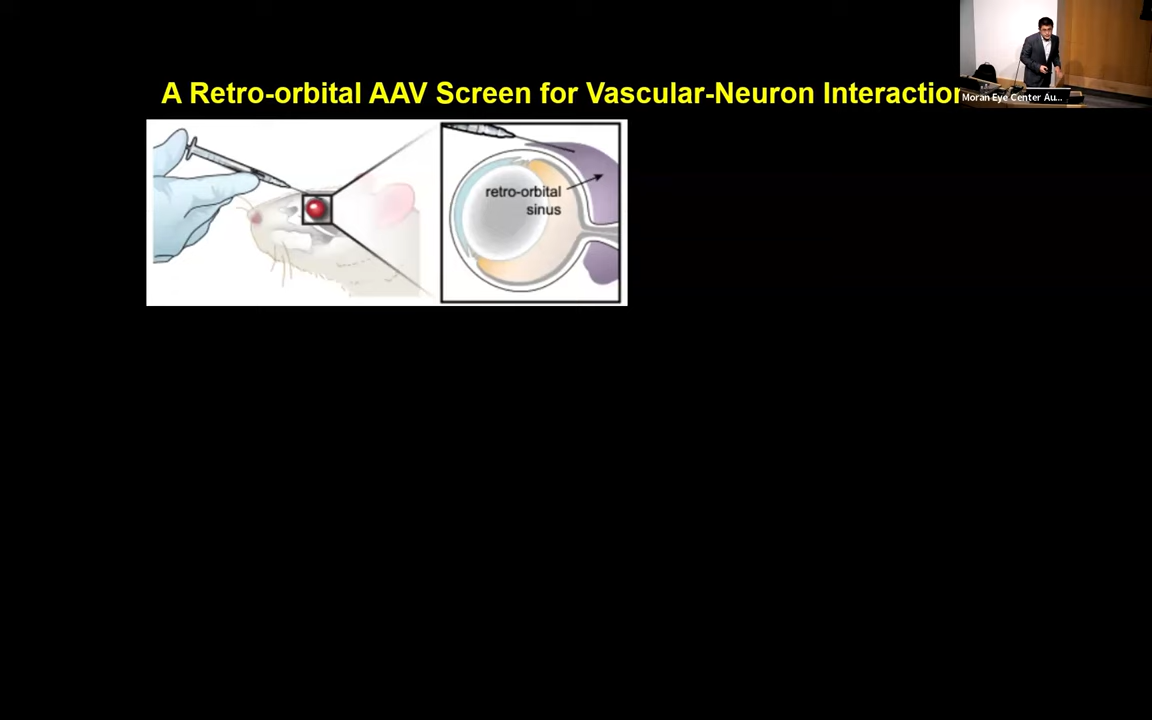 A Retro-orbital AAV Screen for Vascular-Neuron Interaction
Moran Eye Center Au...
retro-orbital
sinus